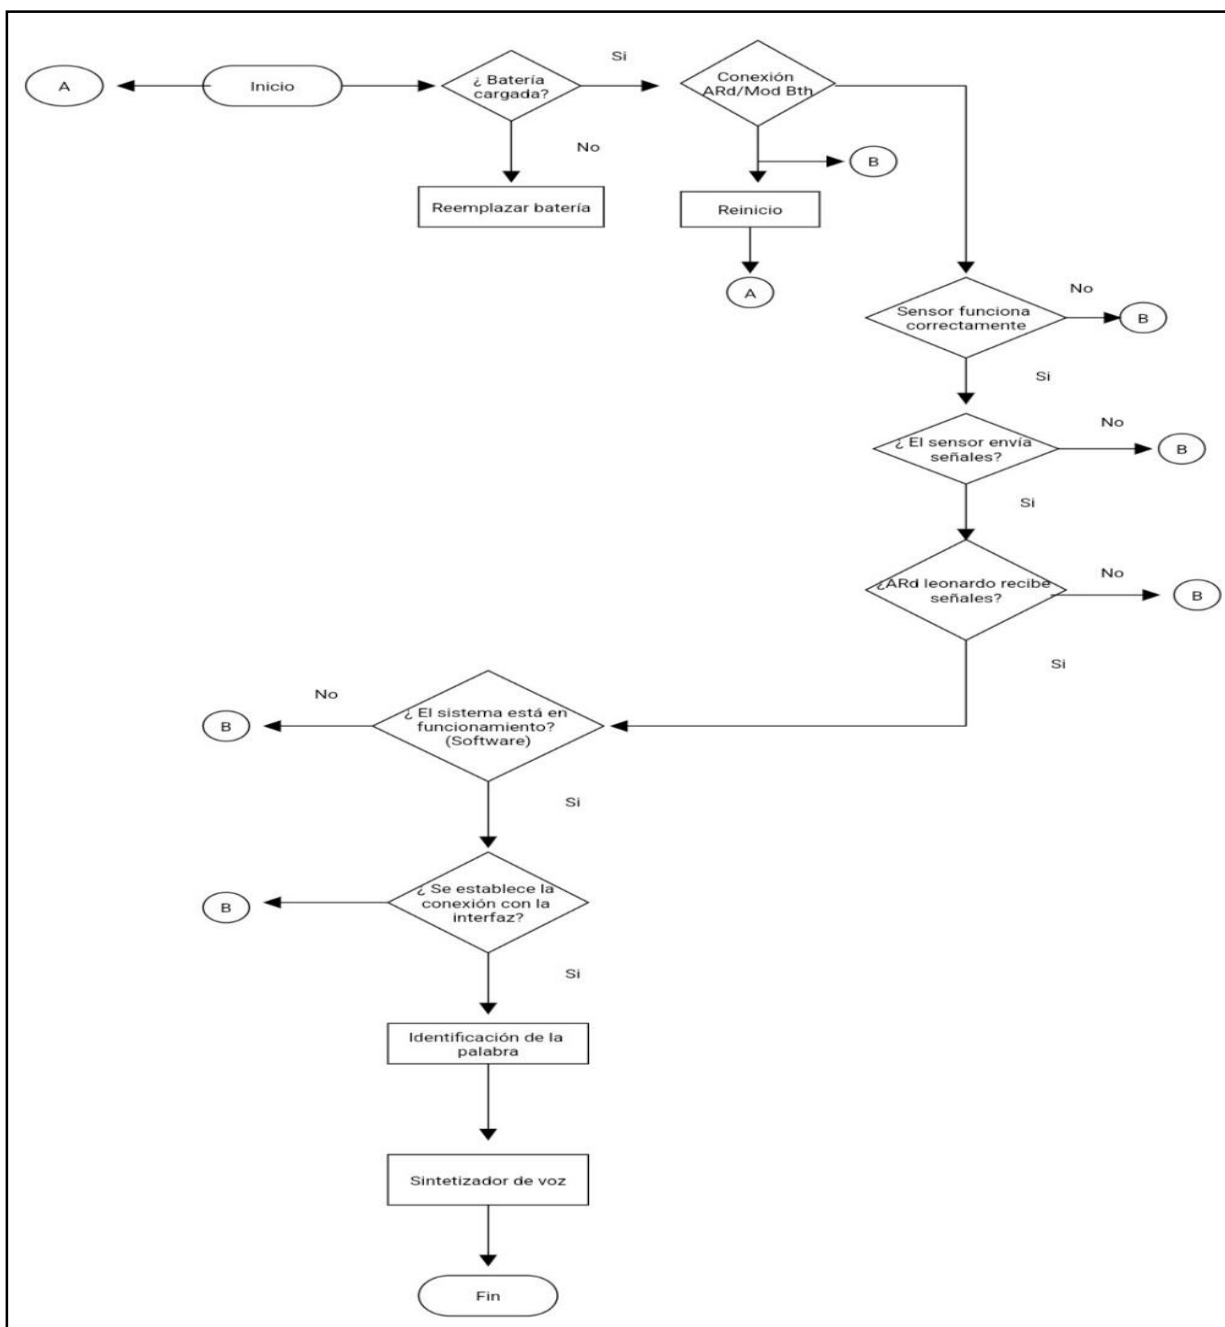 Si
A
Inicio
¿ Batería
cargada?
Conexión
ARd/Mod Bth
No
B
Reemplazar batería
Reinicio
A
No
Sensor funciona
correctamente
B
Si
No
¿ El sensor envía
señales?
B
Si
No
¿ARd leonardo recibe
señales?
B
Si
No
¿ El sistema está en
funcionamiento?
(Software)
B
Si
¿ Se establece la
conexión con la
interfaz?
B
Si
Identificación de la
palabra
Sintetizador de voz
Fin